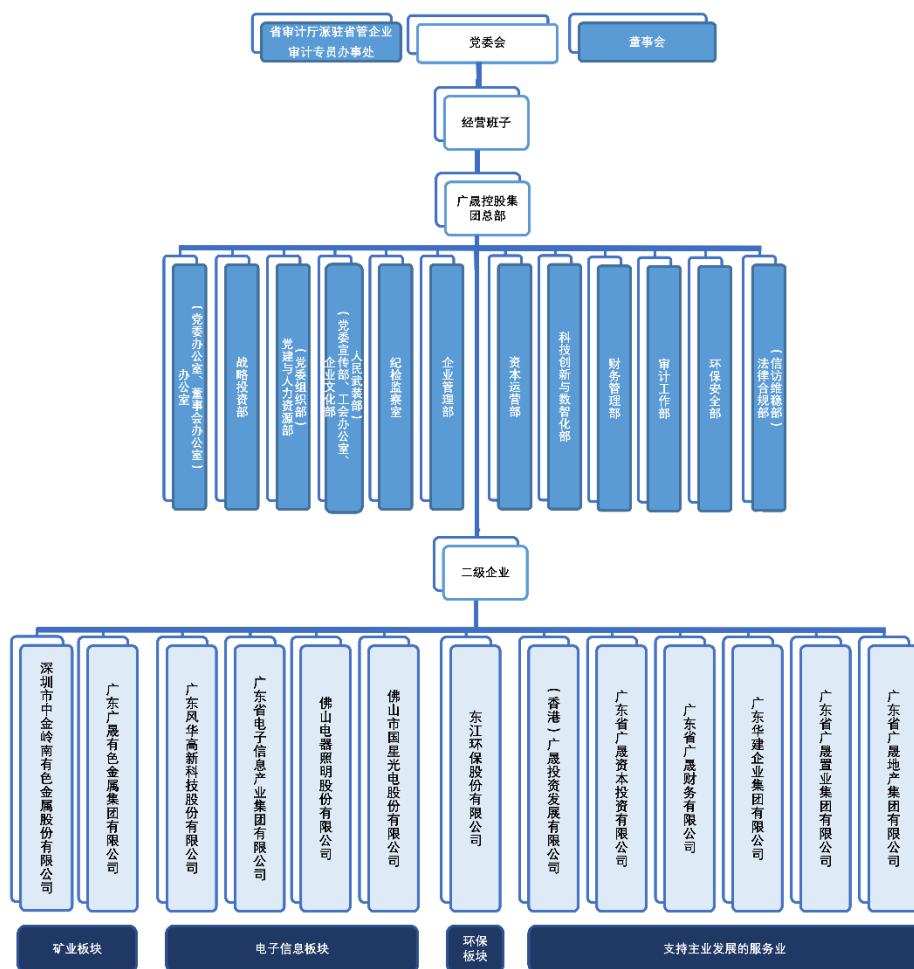 省审计厅派驻省管企业
审计专员办事处
党委会
董事会
经营班子
广晟控股集
团总部
办公室
(党委办公室、董事会办公室)
战略投资部
党建与人力资源部
(党委组织部)
企业文化部
(党委宣传部、工会办公室、
人民武装部)
纪检监察室
企业管理部
资本运营部
科技创新与数智化部
财务管理部
审计工作部
环保安全部
法律合规部
(信访维稳部)
二级企业
深圳市中金岭南有色金属股份有限公司
广东广晟有色金属集团有限公司
广东风华高新科技股份有限公司
广东省电子信息产业集团有限公司
佛山电器照明股份有限公司
佛山市国星光电股份有限公司
东江环保股份有限公司
(香港)广晟投资发展有限公司
广东省广晟资本投资有限公司
广东省广晟财务有限公司
广东华建企业集团有限公司
广东省广晟置业集团有限公司
广东省广晟地产集团有限公司
矿业板块
电子信息板块
环保
板块
支持主业发展的服务业